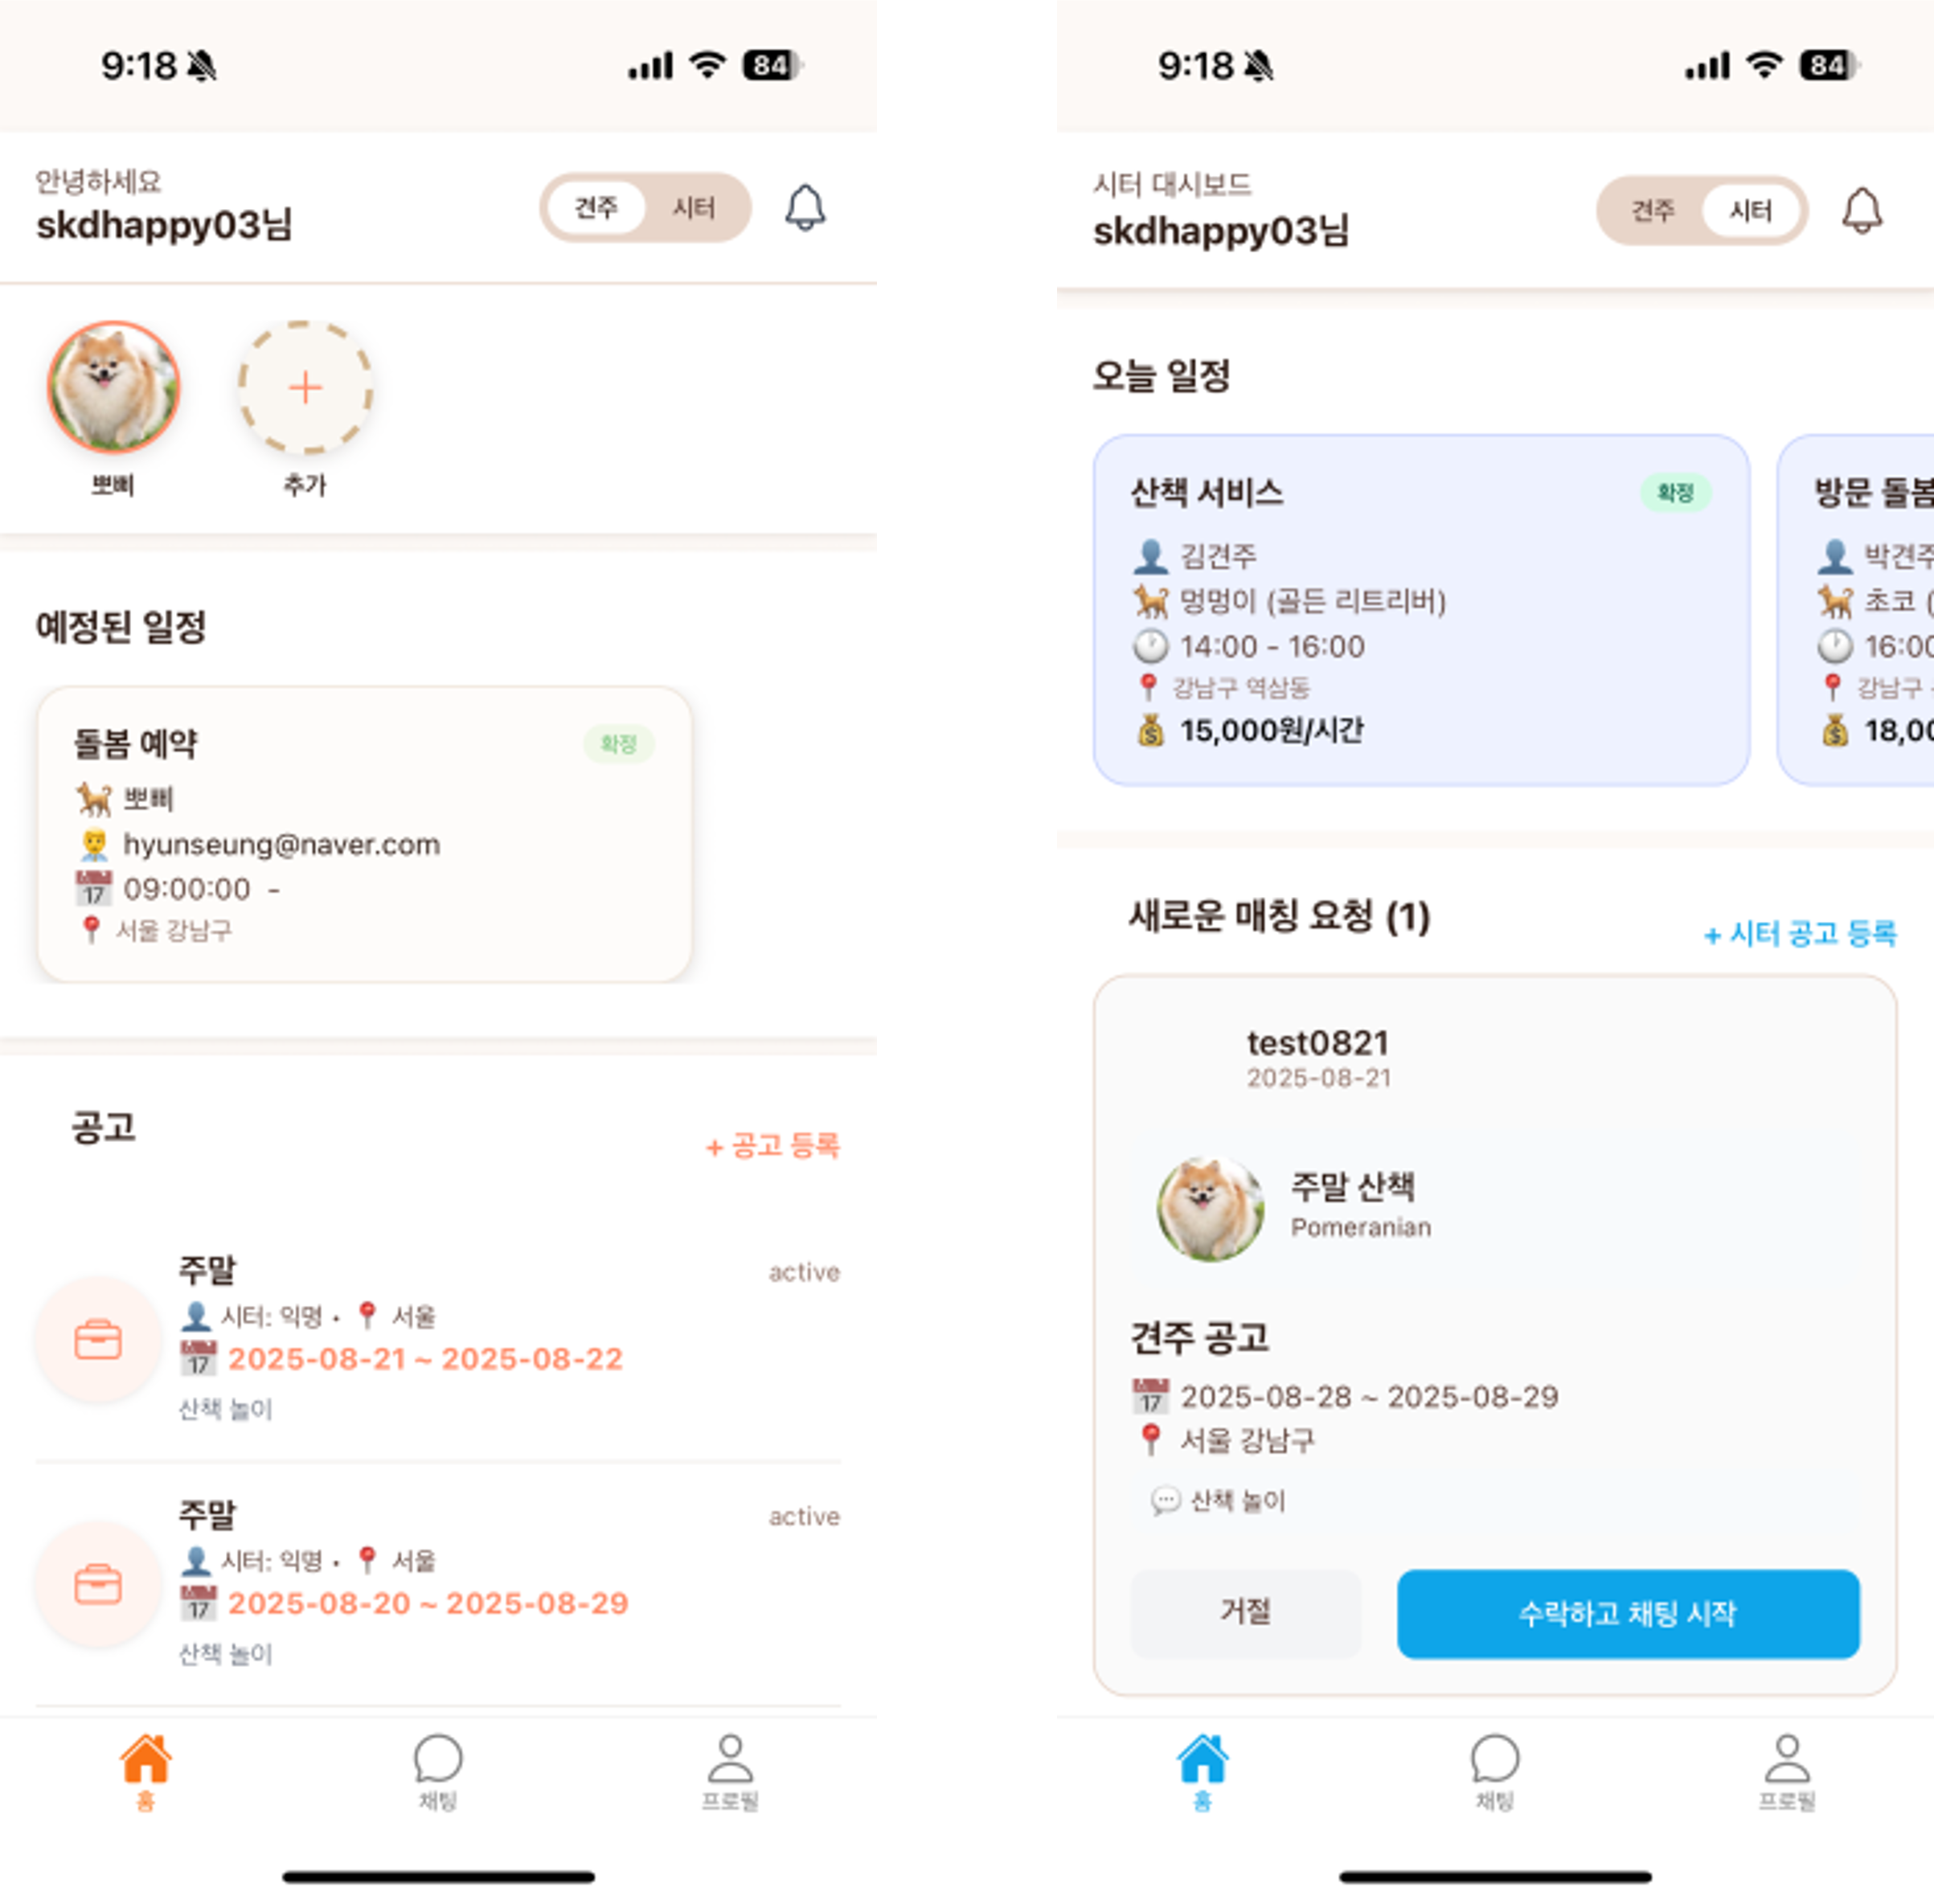 9:18
84
안녕하세요
skdhappy03님
견주 시터
뽀삐 추가
예정된 일정
돌봄 예약 확정
뽀삐
hyunseung@naver.com
09:00:00 -
서울 강남구
공고
+ 공고 등록
주말 active
시터: 익명 • 서울
2025-08-21 ~ 2025-08-22
산책 놀이
주말 active
시터: 익명 • 서울
2025-08-20 ~ 2025-08-29
산책 놀이
홈 채팅 프로필
9:18
84
시터 대시보드
skdhappy03님
견주 시터
오늘 일정
산책 서비스 확정
김견주
멍멍이 (골든 리트리버)
14:00 - 16:00
강남구 역삼동
15,000원/시간
방문 돌봄
박견주
초코 (
16:00
강남구
18,00
새로운 매칭 요청 (1)
+ 시터 공고 등록
test0821
2025-08-21
주말 산책
Pomeranian
견주 공고
2025-08-28 ~ 2025-08-29
서울 강남구
산책 놀이
거절 수락하고 채팅 시작
홈 채팅 프로필